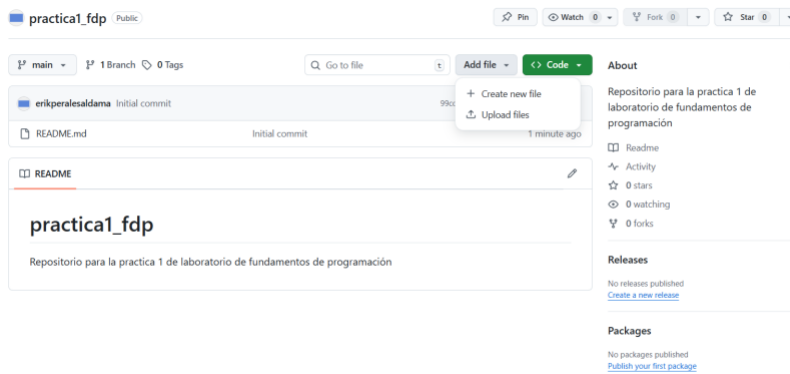 practica1_fdp Public
Pin
Watch 0
Fork 0
Star 0
main
1 Branch
0 Tags
Go to file
t
Add file
<> Code
Create new file
Upload files
erikperalesaldama Initial commit
README.md Initial commit 1 minute ago
README
practica1_fdp
Repositorio para la practica 1 de laboratorio de fundamentos de programación
About
Repositorio para la practica 1 de
laboratorio de fundamentos de
programación
Readme
Activity
0 stars
0 watching
0 forks
Releases
No releases published
Create a new release
Packages
No packages published
Publish your first package